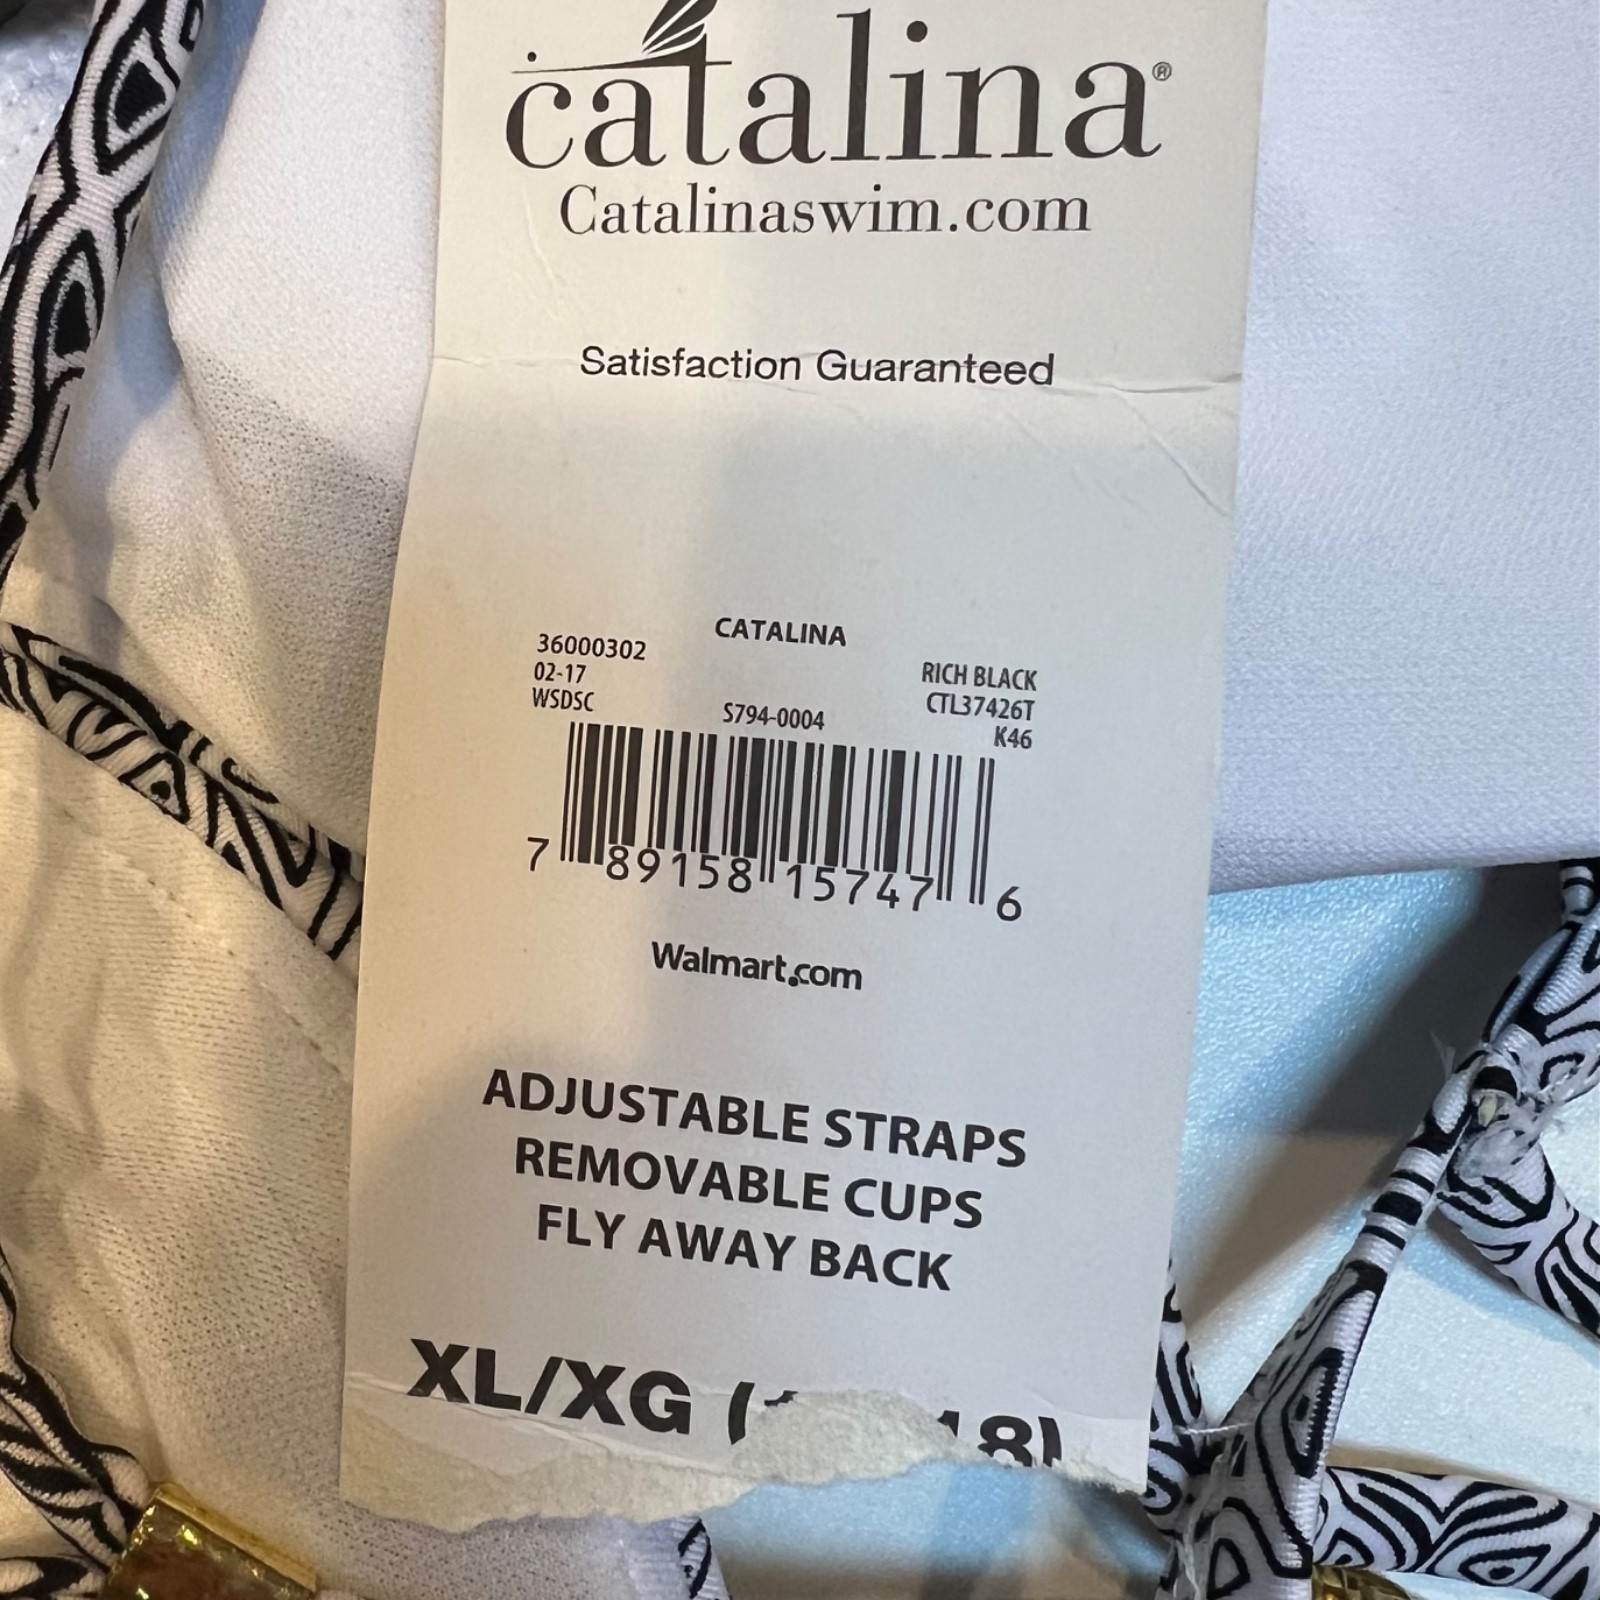 catalina®
Catalinaswim.com
Satisfaction Guaranteed
CATALINA
36000302
02-17
WSDSC
S794-0004
RICH BLACK
CTL37426T
K46
7 89158 15747 6
Walmart.com
ADJUSTABLE STRAPS
REMOVABLE CUPS
FLY AWAY BACK
XL/XG ( 18)